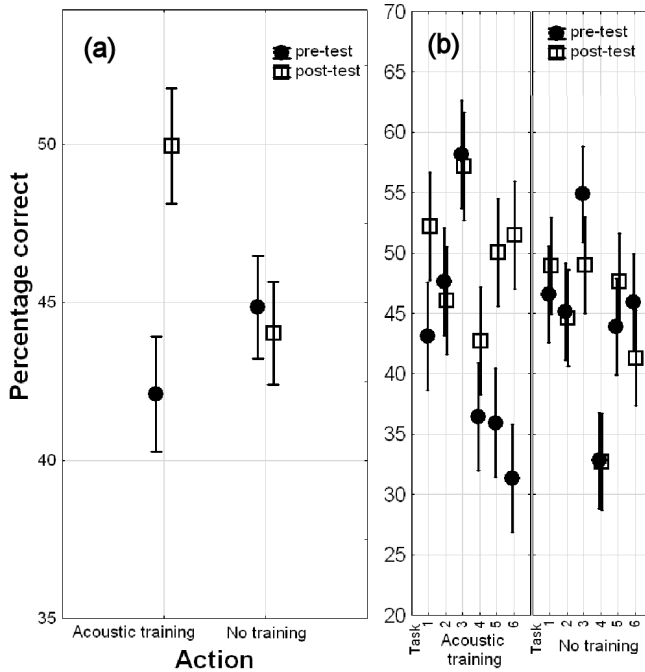 (a)
pre-test
post-test
Percentage correct
50
45
40
35
Acoustic training
No training
Action
(b)
pre-test
post-test
70
65
60
55
50
45
40
35
30
25
20
Task 1 2 3 4 5 6
Acoustic
training
Task 1 2 3 4 5 6
No training